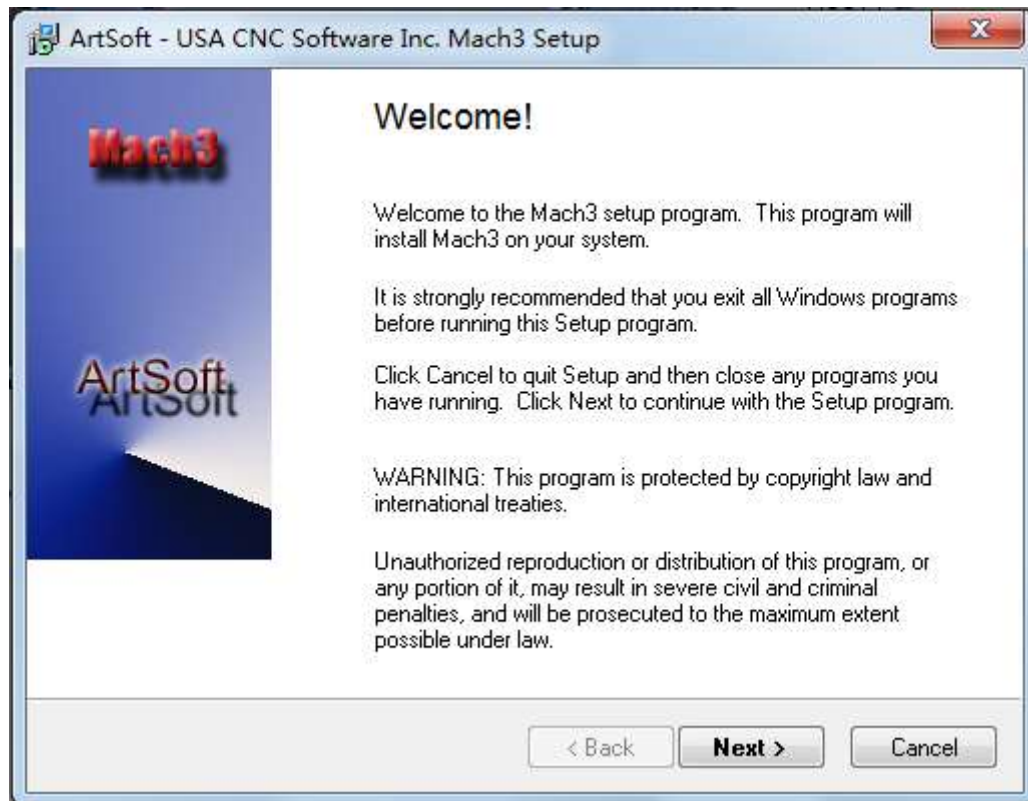 ArtSoft - USA CNC Software Inc. Mach3 Setup
Mach3
ArtSoft
Welcome!
Welcome to the Mach3 setup program.  This program will
install Mach3 on your system.
It is strongly recommended that you exit all Windows programs
before running this Setup program.
Click Cancel to quit Setup and then close any programs you
have running.  Click Next to continue with the Setup program.
WARNING: This program is protected by copyright law and
international treaties.
Unauthorized reproduction or distribution of this program, or
any portion of it, may result in severe civil and criminal
penalties, and will be prosecuted to the maximum extent
possible under law.
< Back
Next >
Cancel